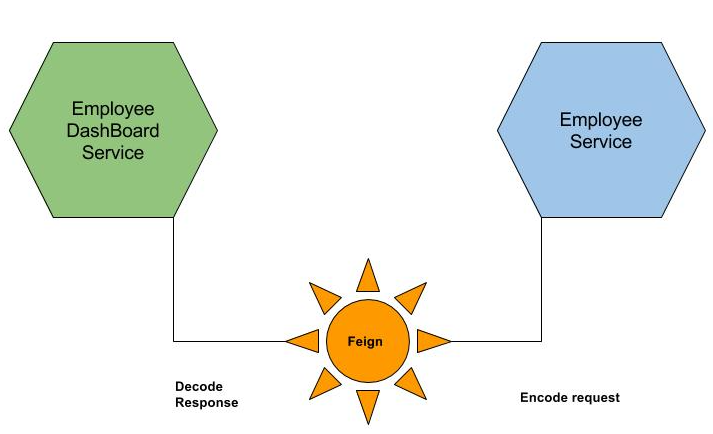 Employee
DashBoard
Service
Employee
Service
Feign
Decode
Response
Encode request